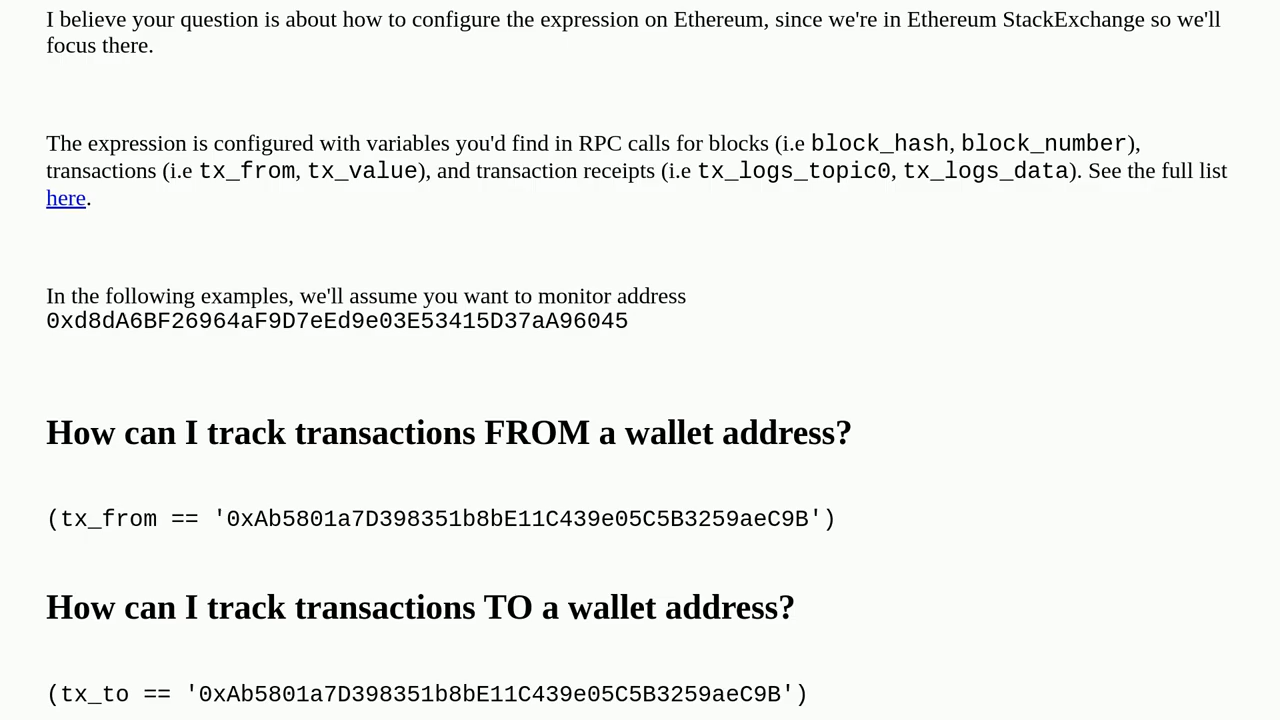 I believe your question is about how to configure the expression on Ethereum, since we're in Ethereum StackExchange so we'll
focus there.
The expression is configured with variables you'd find in RPC calls for blocks (i.e block_hash, block_number),
transactions (i.e tx_from, tx_value), and transaction receipts (i.e tx_logs_topic0, tx_logs_data). See the full list
here.
In the following examples, we'll assume you want to monitor address
0xd8dA6BF26964aF9D7eEd9e03E53415D37aA96045
How can I track transactions FROM a wallet address?
(tx_from == '0xAb5801a7D398351b8bE11C439e05C5B3259aeC9B')
How can I track transactions TO a wallet address?
(tx_to == '0xAb5801a7D398351b8bE11C439e05C5B3259aeC9B')